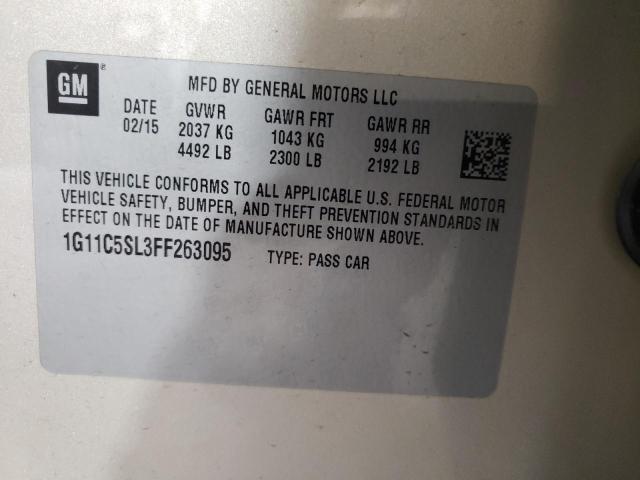 GM ®
MFD BY GENERAL MOTORS LLC
DATE GVWR GAWR FRT GAWR RR
02/15 2037 KG 1043 KG 994 KG
4492 LB 2300 LB 2192 LB
THIS VEHICLE CONFORMS TO ALL APPLICABLE U.S. FEDERAL MOTOR
VEHICLE SAFETY, BUMPER, AND THEFT PREVENTION STANDARDS IN
EFFECT ON THE DATE OF MANUFACTURE SHOWN ABOVE.
1G11C5SL3FF263095 TYPE: PASS CAR